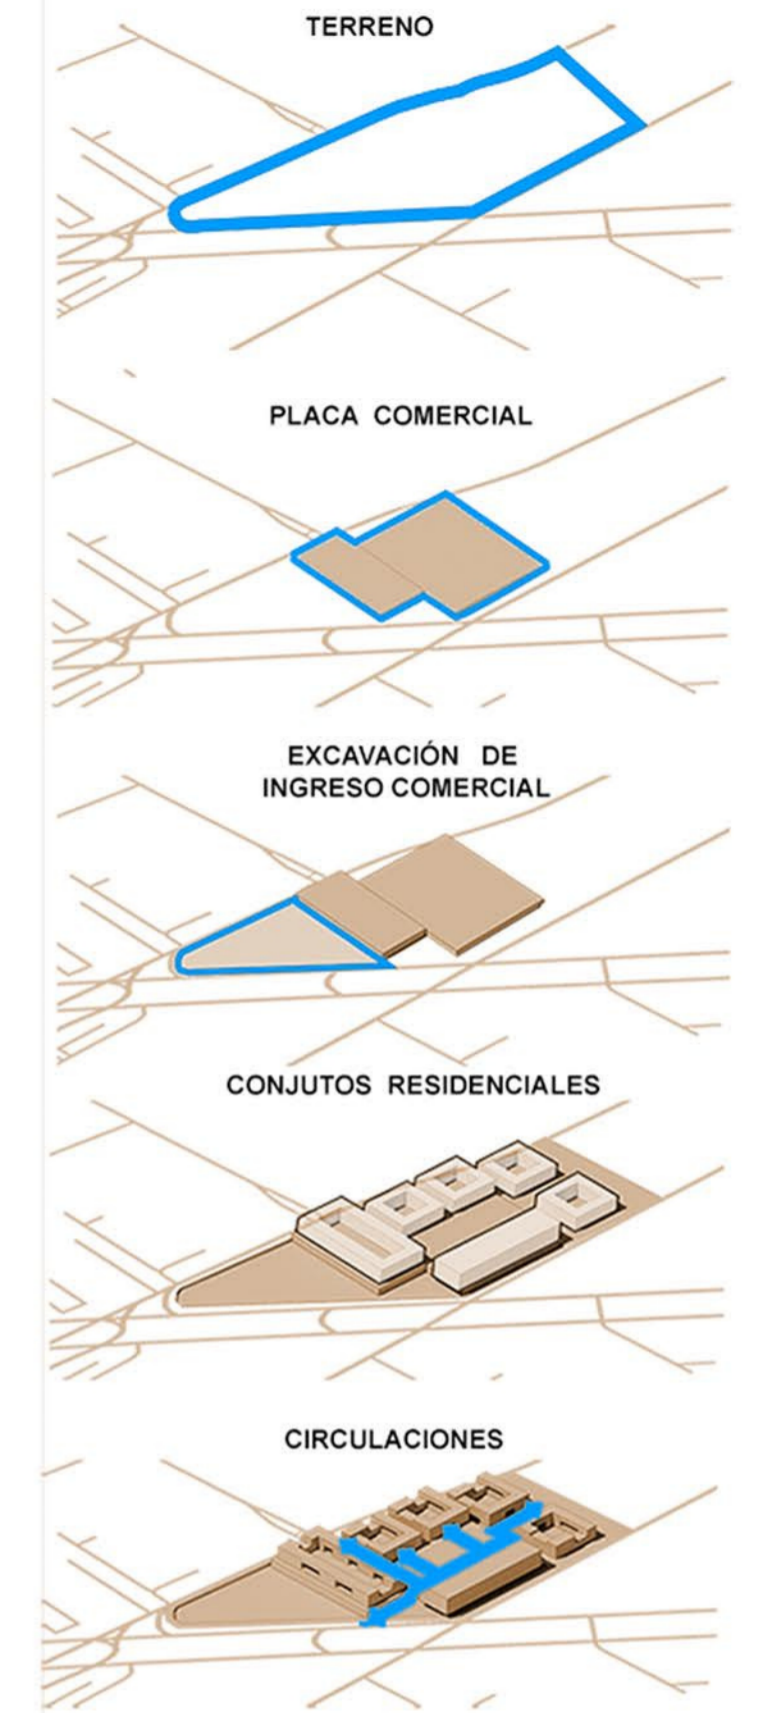 TERRENO
PLACA COMERCIAL
EXCAVACIÓN DE
INGRESO COMERCIAL
CONJUTOS RESIDENCIALES
CIRCULACIONES